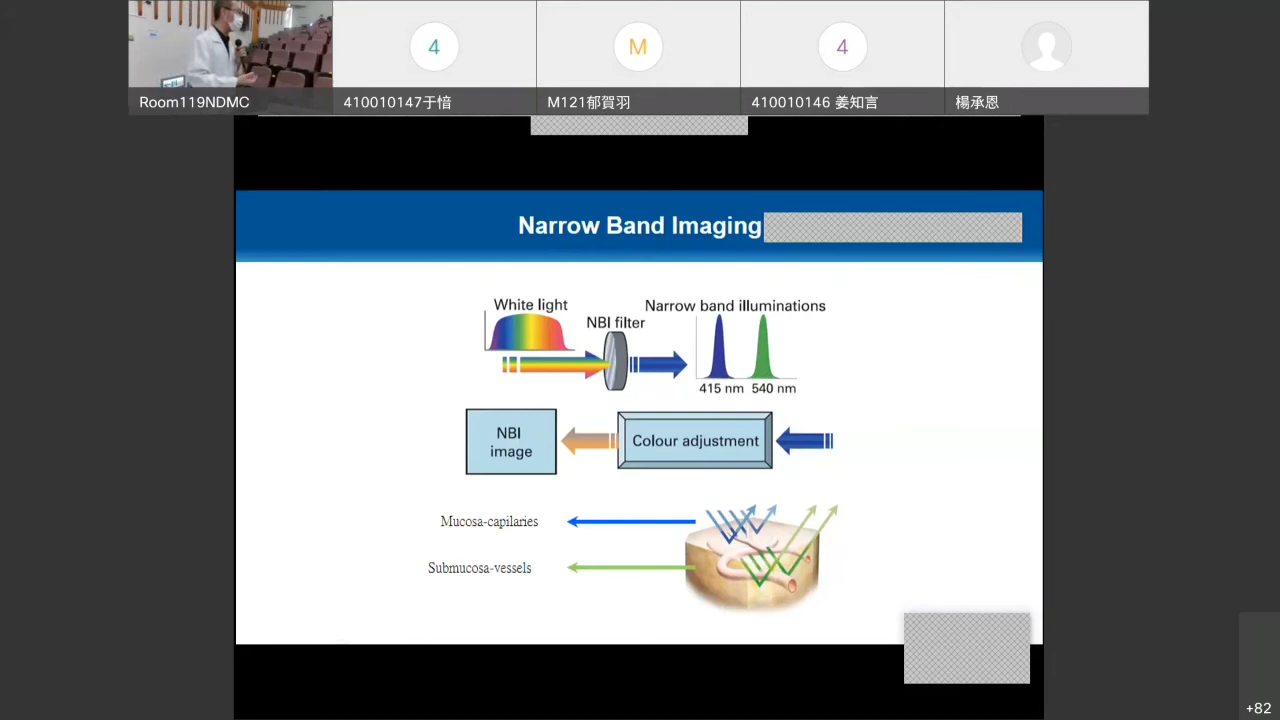 4
M
4
Room119NDMC
410010147于愔
M121郁賀羽
410010146 姜知言
楊承恩
Narrow Band Imaging
White light
Narrow band illuminations
NBI filter
415 nm
540 nm
NBI
image
Colour adjustment
Mucosa-capilaries
Submucosa-vessels
+82